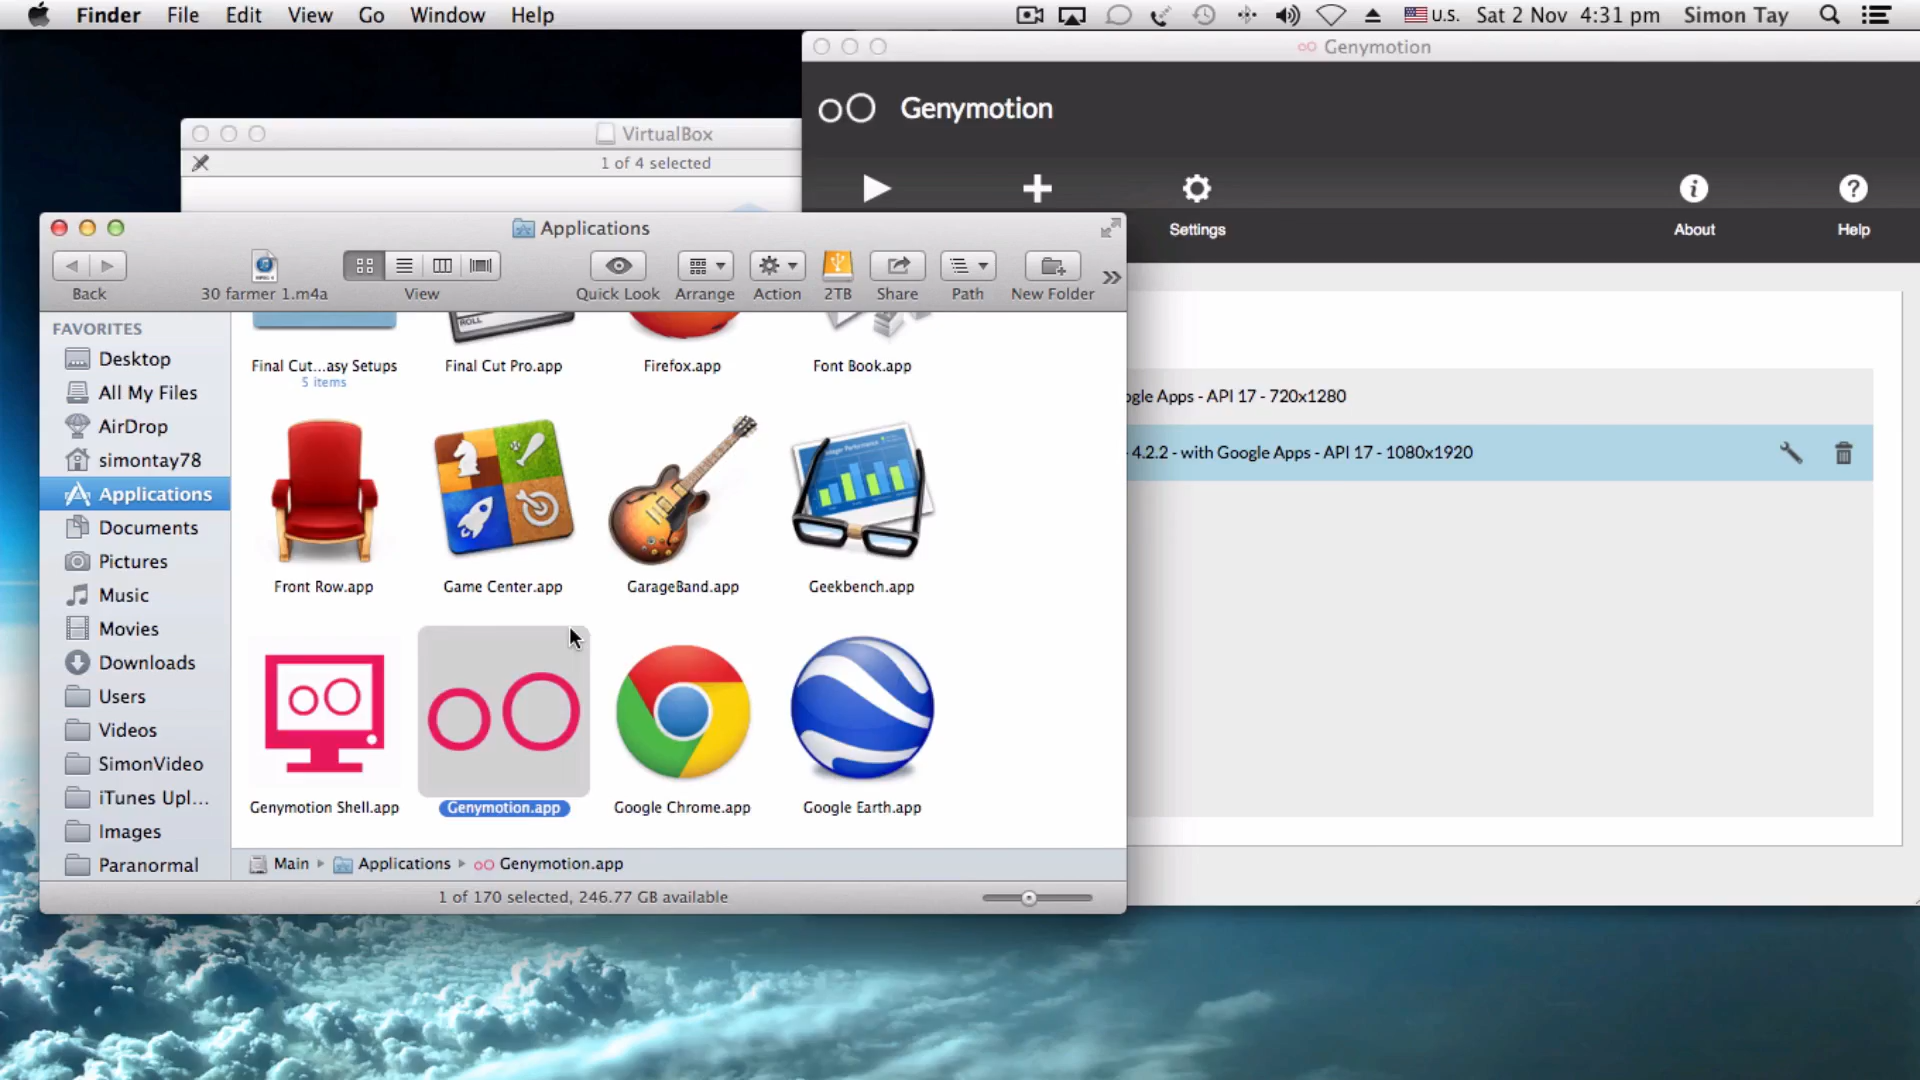 Finder File Edit View Go Window Help U.S. Sat 2 Nov 4:31 pm Simon Tay
Genymotion
Genymotion
VirtualBox
1 of 4 selected
Settings
About
Help
Applications
Back
30 farmer 1.m4a
View
Quick Look
Arrange
Action
2TB
Share
Path
New Folder
FAVORITES
Desktop
All My Files
AirDrop
simontay78
Applications
Documents
Pictures
Music
Movies
Downloads
Users
Videos
SimonVideo
iTunes Upl...
Images
Paranormal
ROLL
Final Cut...asy Setups
5 items
Final Cut Pro.app
Firefox.app
Font Book.app
Front Row.app
Game Center.app
GarageBand.app
Geekbench.app
Genymotion Shell.app
Genymotion.app
Google Chrome.app
Google Earth.app
Main Applications Genymotion.app
1 of 170 selected, 246.77 GB available
ogle Apps - API 17 - 720x1280
4.2.2 - with Google Apps - API 17 - 1080x1920